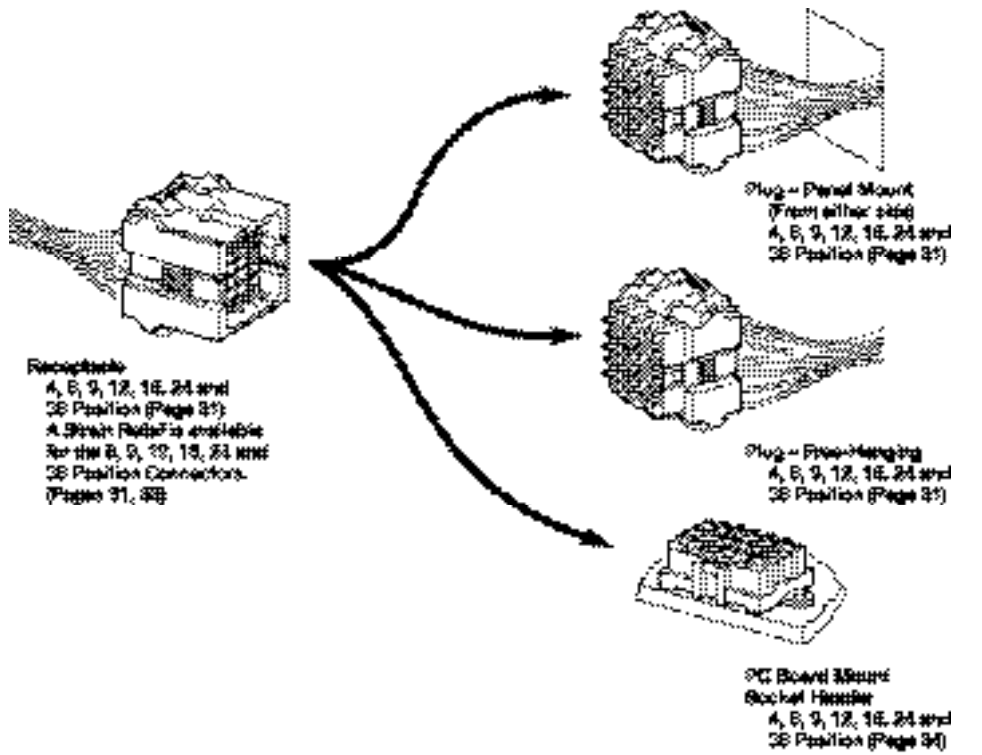 Receptacle
4, 6, 9, 12, 15, 24 and
36 Position (Page 31)
A Strain Relief is available
for the 6, 9, 12, 15, 24 and
36 Position Connectors.
(Pages 31,
Plug – Panel Mount
(From either side)
4, 6, 9, 12, 15, 24 and
36 Position (Page 31)
Plug – Free-Hanging
4, 6, 9, 12, 15, 24 and
36 Position (Page 31)
PC Board Mount
Socket Header
4, 6, 9, 12, 15, 24 and
36 Position (Page